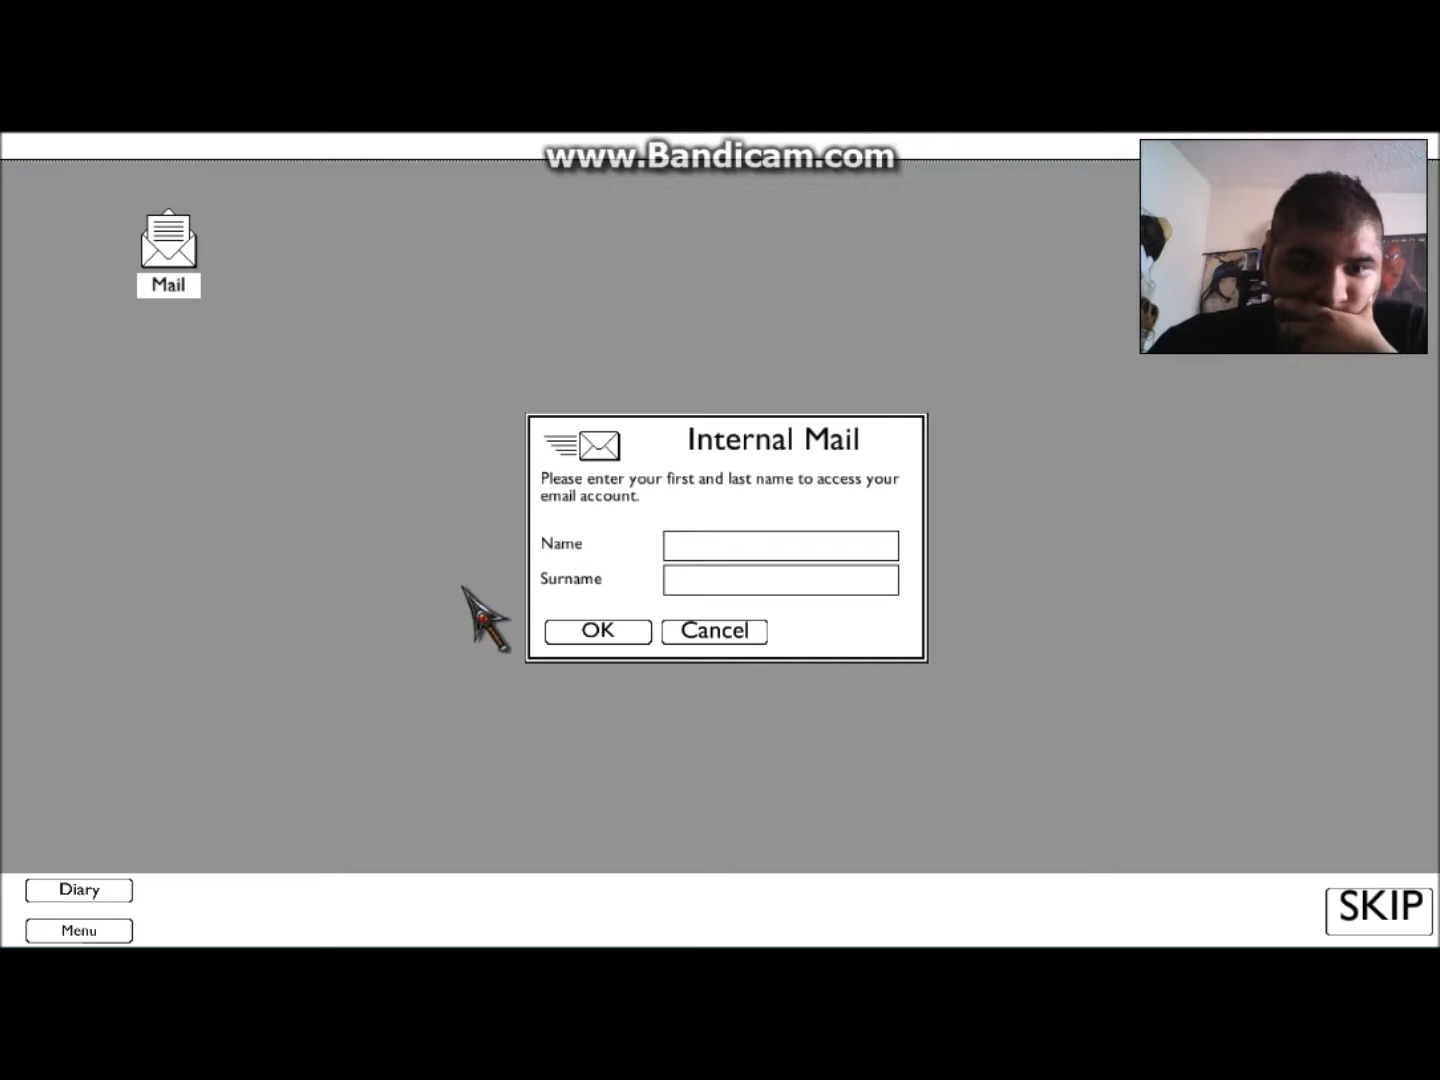 www.Bandicam.com
Mail
Internal Mail
Please enter your first and last name to access your
email account.
Name
Surname
OK
Cancel
Diary
Menu
SKIP